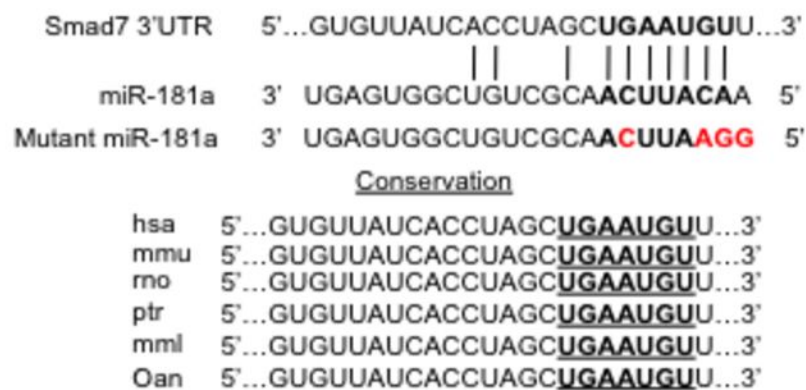 Smad7 3'UTR 5'...GUGUUAUCACCUAGCUGAAUGUU...3'
miR-181a 3' UGAGUGGCUGUCGCAACUUACAA 5'
Mutant miR-181a 3' UGAGUGGCUGUCGCAACUUAAGG 5'
Conservation
hsa 5'...GUGUUAUCACCUAGCUGAAUGUU...3'
mmu 5'...GUGUUAUCACCUAGCUGAAUGUU...3'
rno 5'...GUGUUAUCACCUAGCUGAAUGUU...3'
ptr 5'...GUGUUAUCACCUAGCUGAAUGUU...3'
mml 5'...GUGUUAUCACCUAGCUGAAUGUU...3'
Oan 5'...GUGUUAUCACCUAGCUGAAUGUU...3'